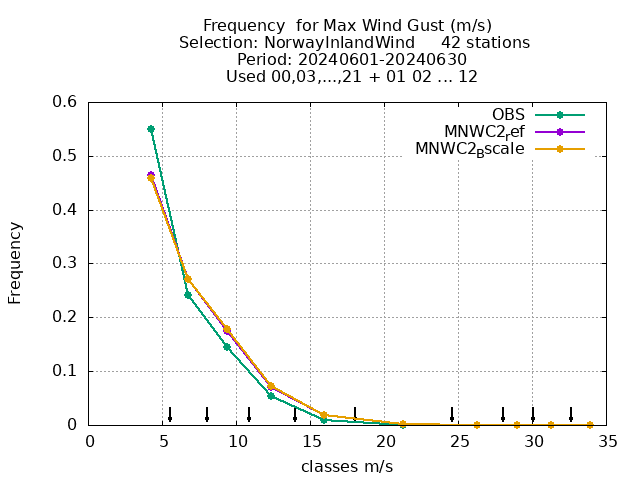 Frequency  for Max Wind Gust (m/s)
Selection: NorwayInlandWind     42 stations
Period: 20240601-20240630
Used 00,03,...,21 + 01 02 ... 12
OBS
MNWC2_ref
MNWC2_Bscale
Frequency
0.6
0.5
0.4
0.3
0.2
0.1
0
0 5 10 15 20 25 30 35
classes m/s